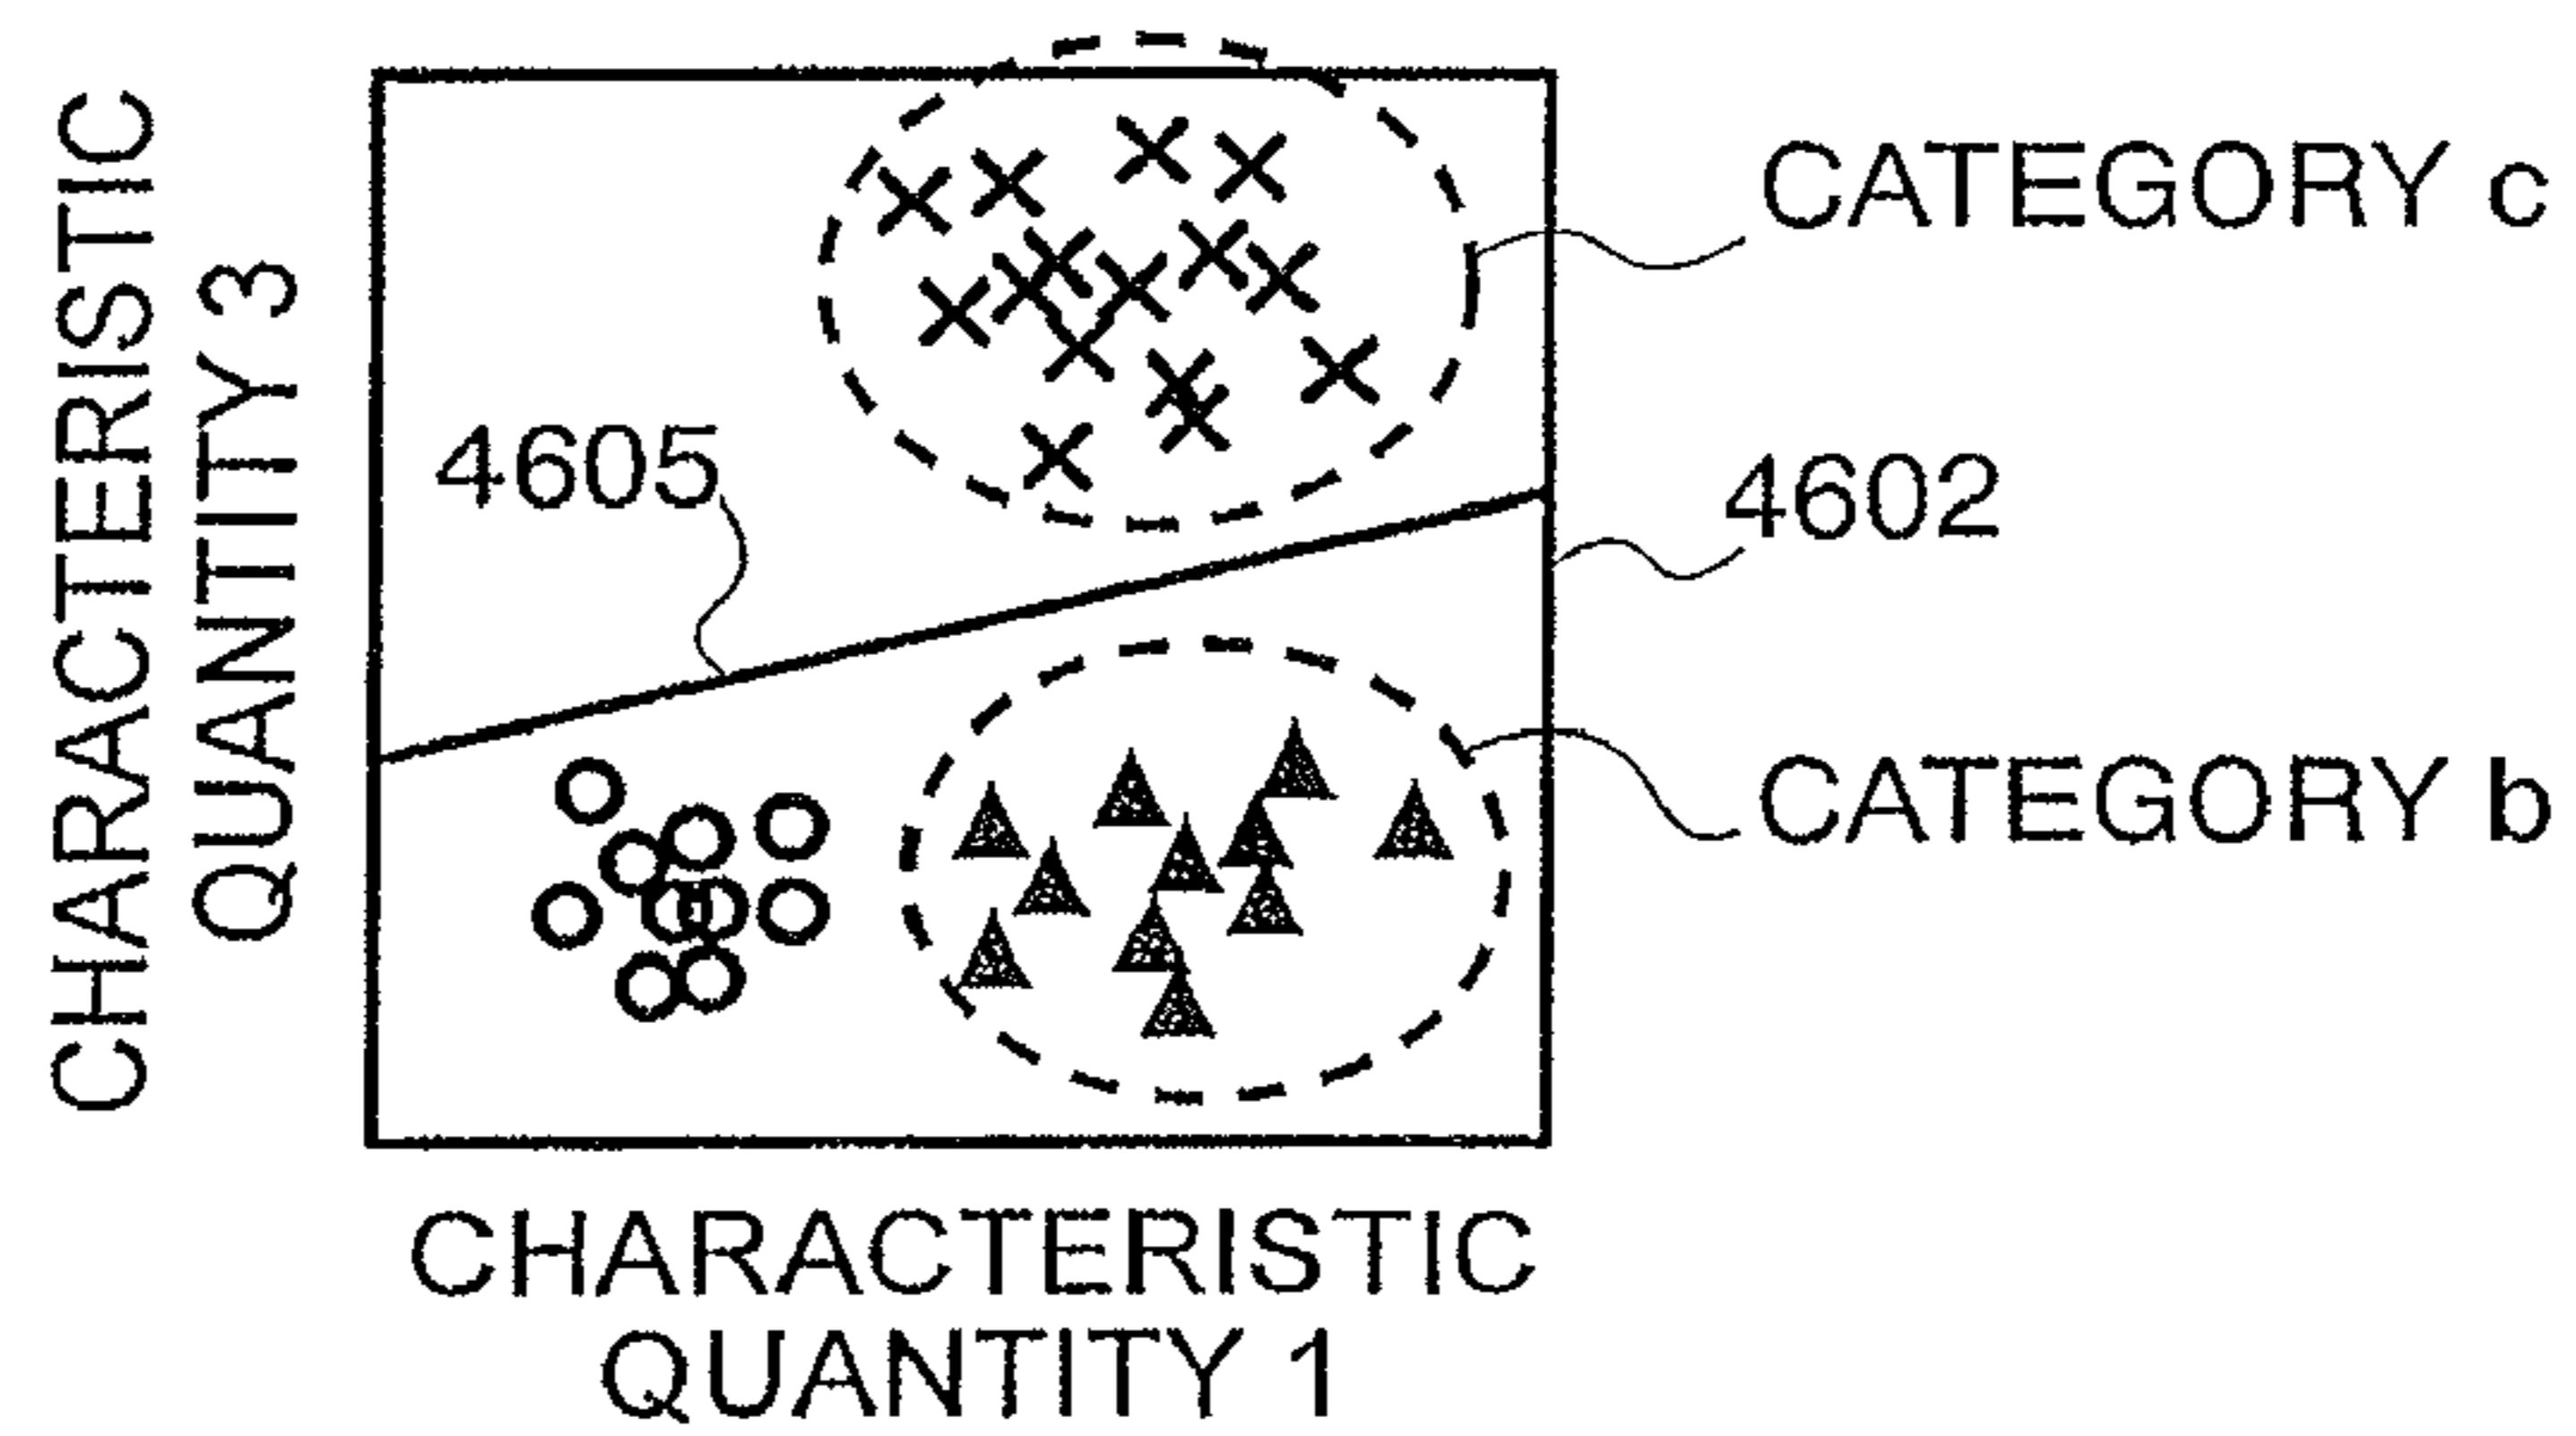 CHARACTERISTIC
QUANTITY 3
4605
CATEGORY c
4602
CATEGORY b
CHARACTERISTIC
QUANTITY 1